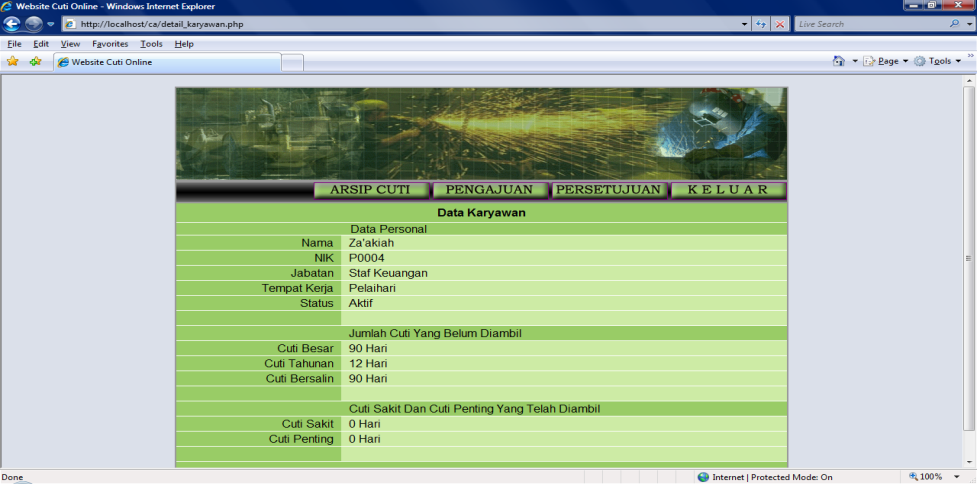 Website Cuti Online - Windows Internet Explorer
http://localhost/ca/detail_karyawan.php
Live Search
File Edit View Favorites Tools Help
Website Cuti Online
Page Tools
ARSIP CUTI PENGAJUAN PERSETUJUAN K E L U A R
Data Karyawan
Data Personal
Nama Za'akiah
NIK P0004
Jabatan Staf Keuangan
Tempat Kerja Pelaihari
Status Aktif
Jumlah Cuti Yang Belum Diambil
Cuti Besar 90 Hari
Cuti Tahunan 12 Hari
Cuti Bersalin 90 Hari
Cuti Sakit Dan Cuti Penting Yang Telah Diambil
Cuti Sakit 0 Hari
Cuti Penting 0 Hari
Done
Internet | Protected Mode: On
100%